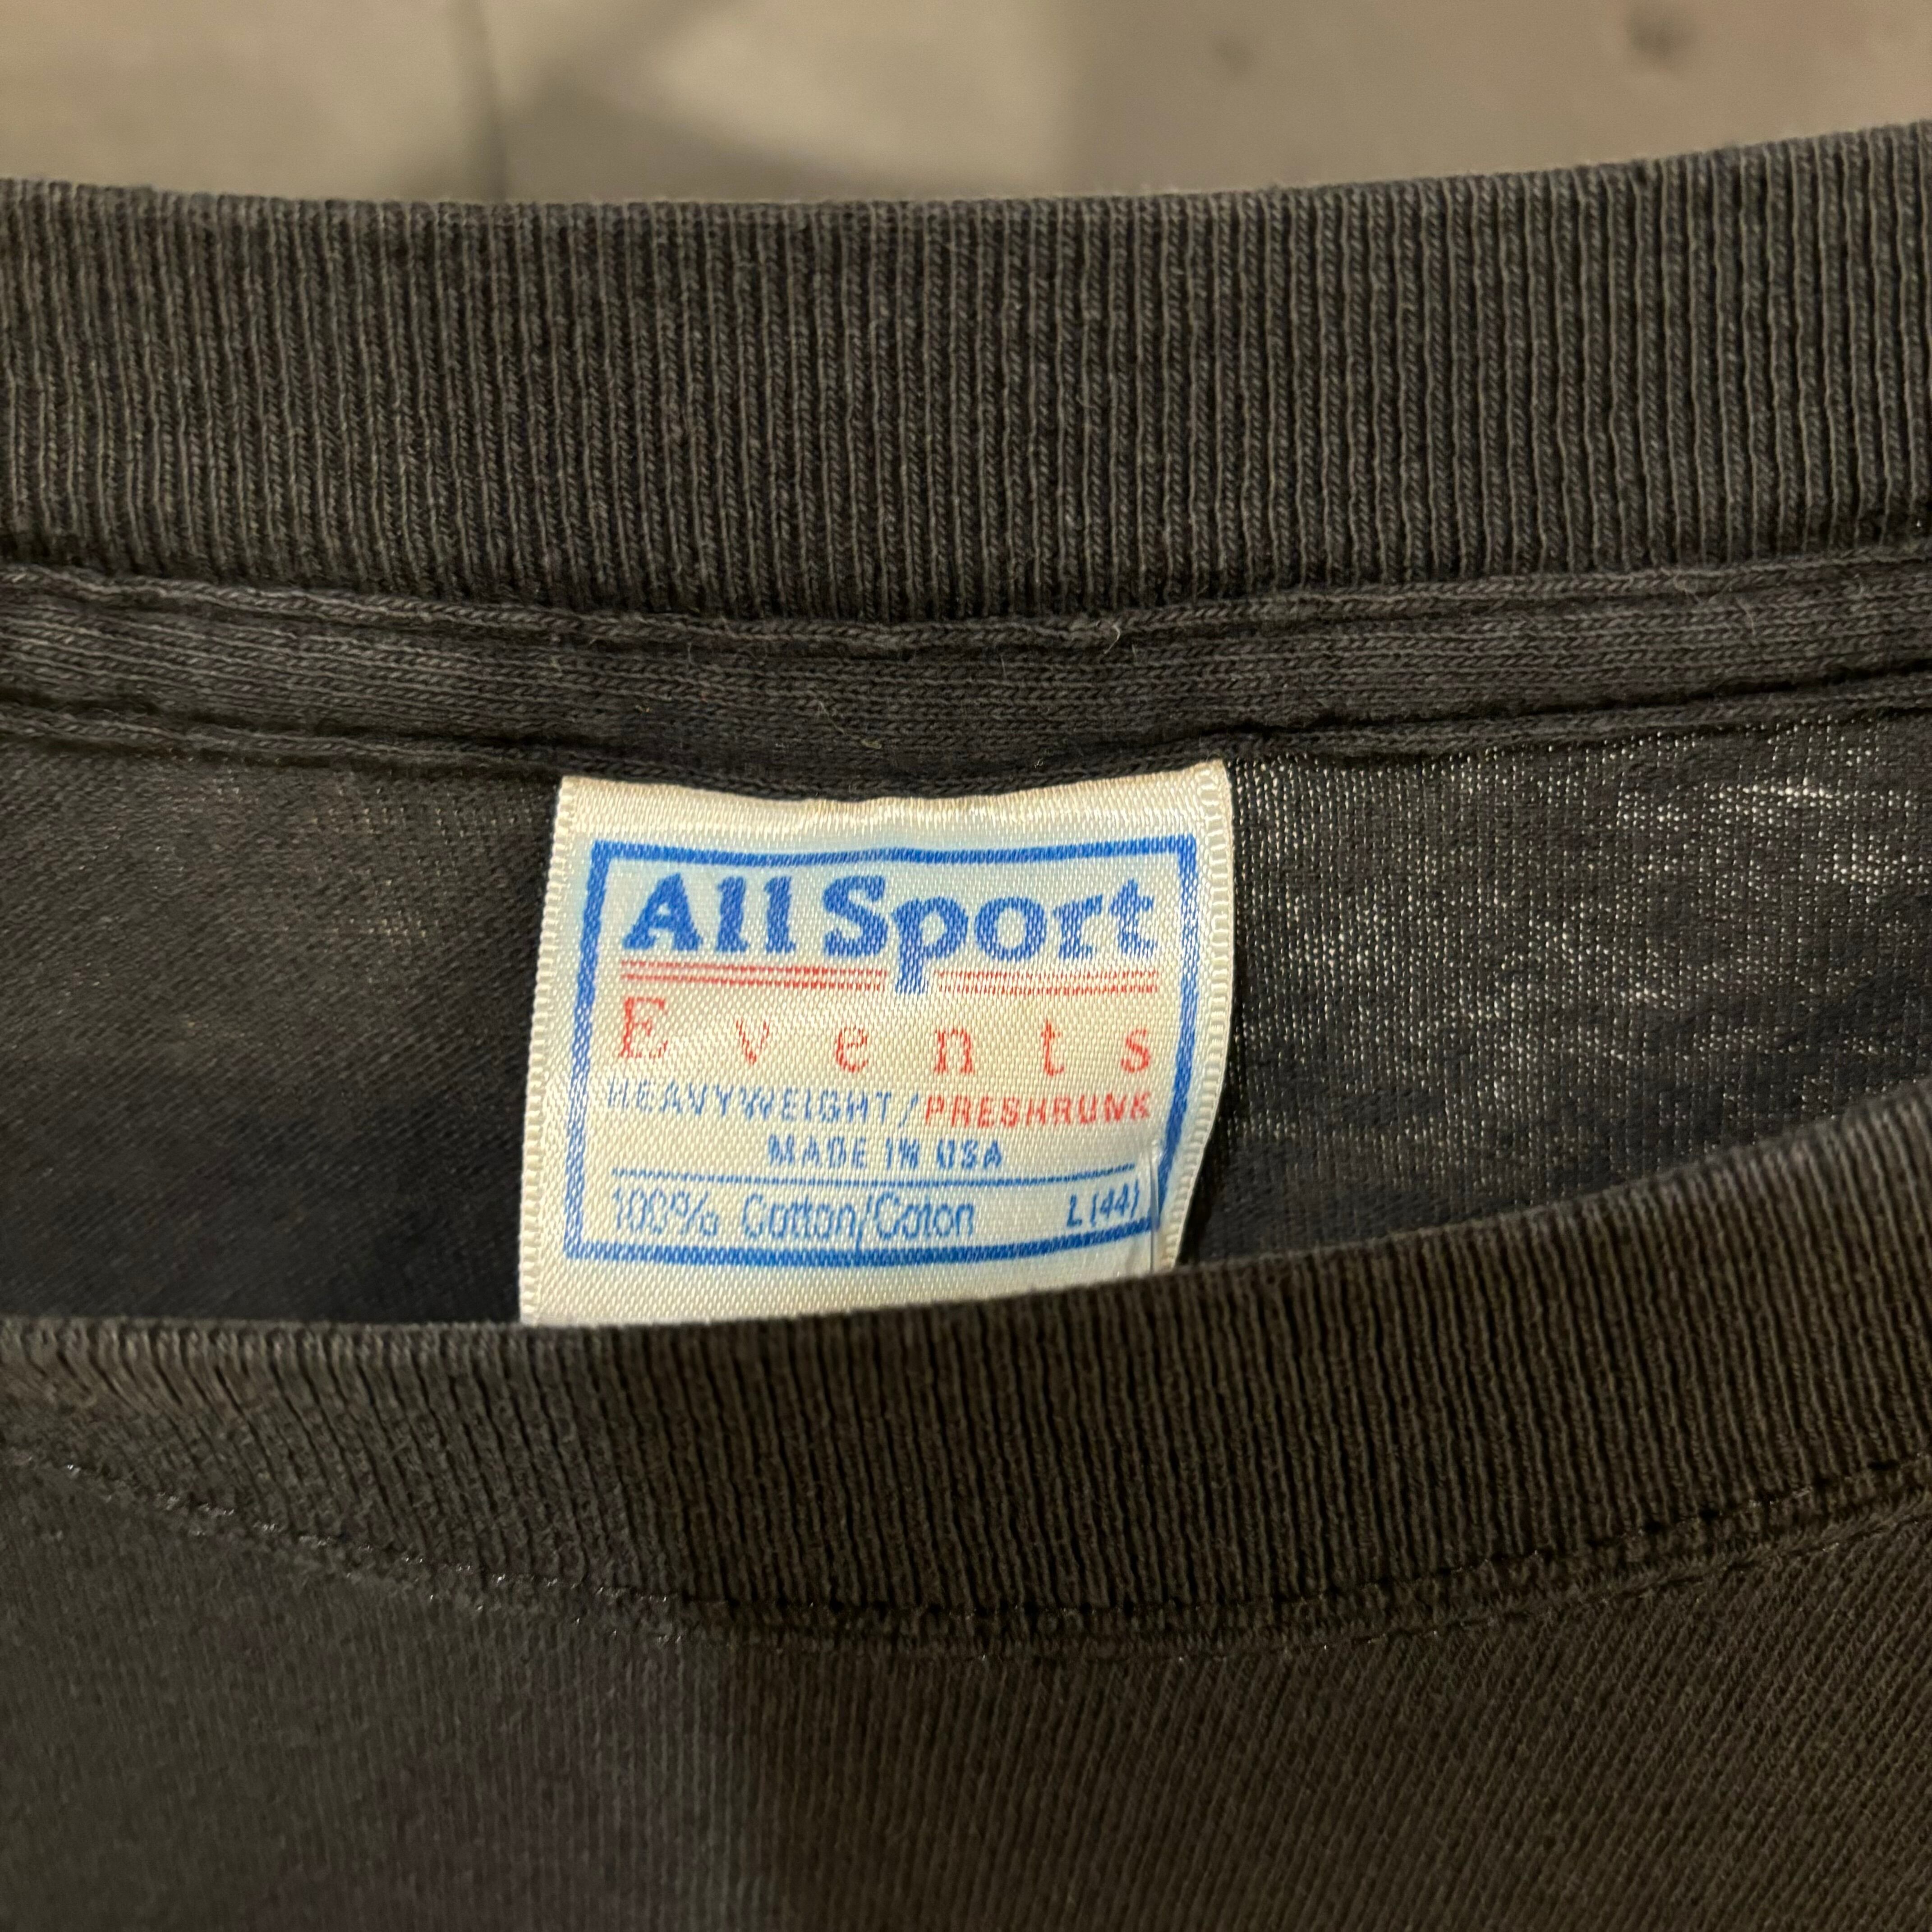 All Sport
Events
HEAVYWEIGHT/PRESHRUNK
MADE IN USA
100% Cotton/Coton L(44)